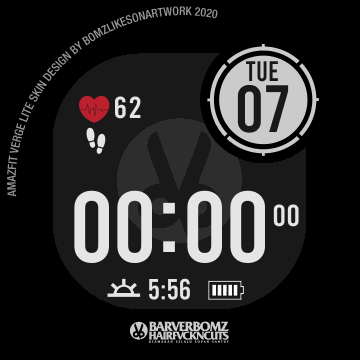 AMAZFIT VERGE LITE SKIN DESIGN BY BOMZLIKESONARTWORK 2020
TUE
07
62
00:00 00
5:56
BARVERBOMZ
HAIRFVCKNCUTS